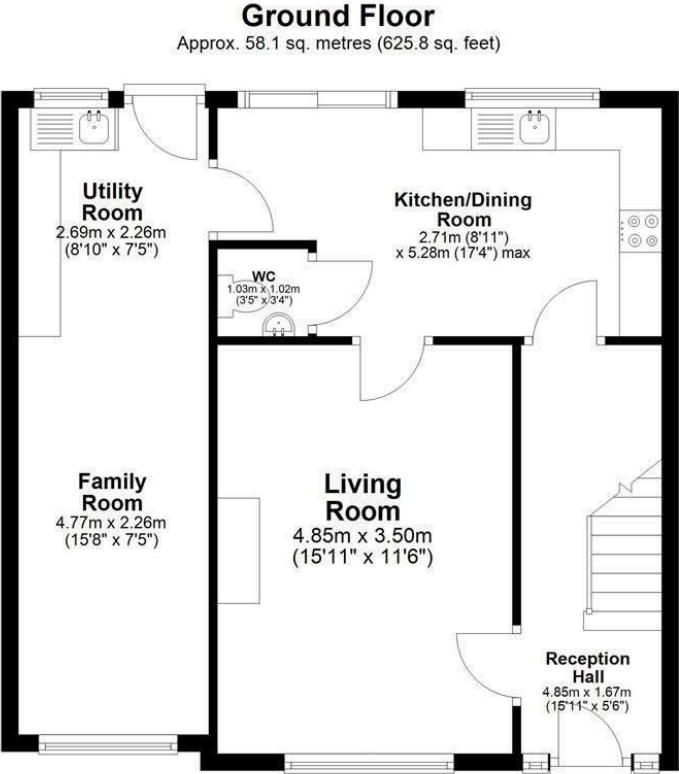 Ground Floor
Approx. 58.1 sq. metres (625.8 sq. feet)
Utility
Room
2.69m x 2.26m
(8'10" x 7'5")
Kitchen/Dining
Room
2.71m (8'11")
x 5.28m (17'4") max
WC
1.03m x 1.02m
(3'5" x 3'4")
Family
Room
4.77m x 2.26m
(15'8" x 7'5")
Living
Room
4.85m x 3.50m
(15'11" x 11'6")
Reception
Hall
4.85m x 1.67m
(15'11" x 5'6")